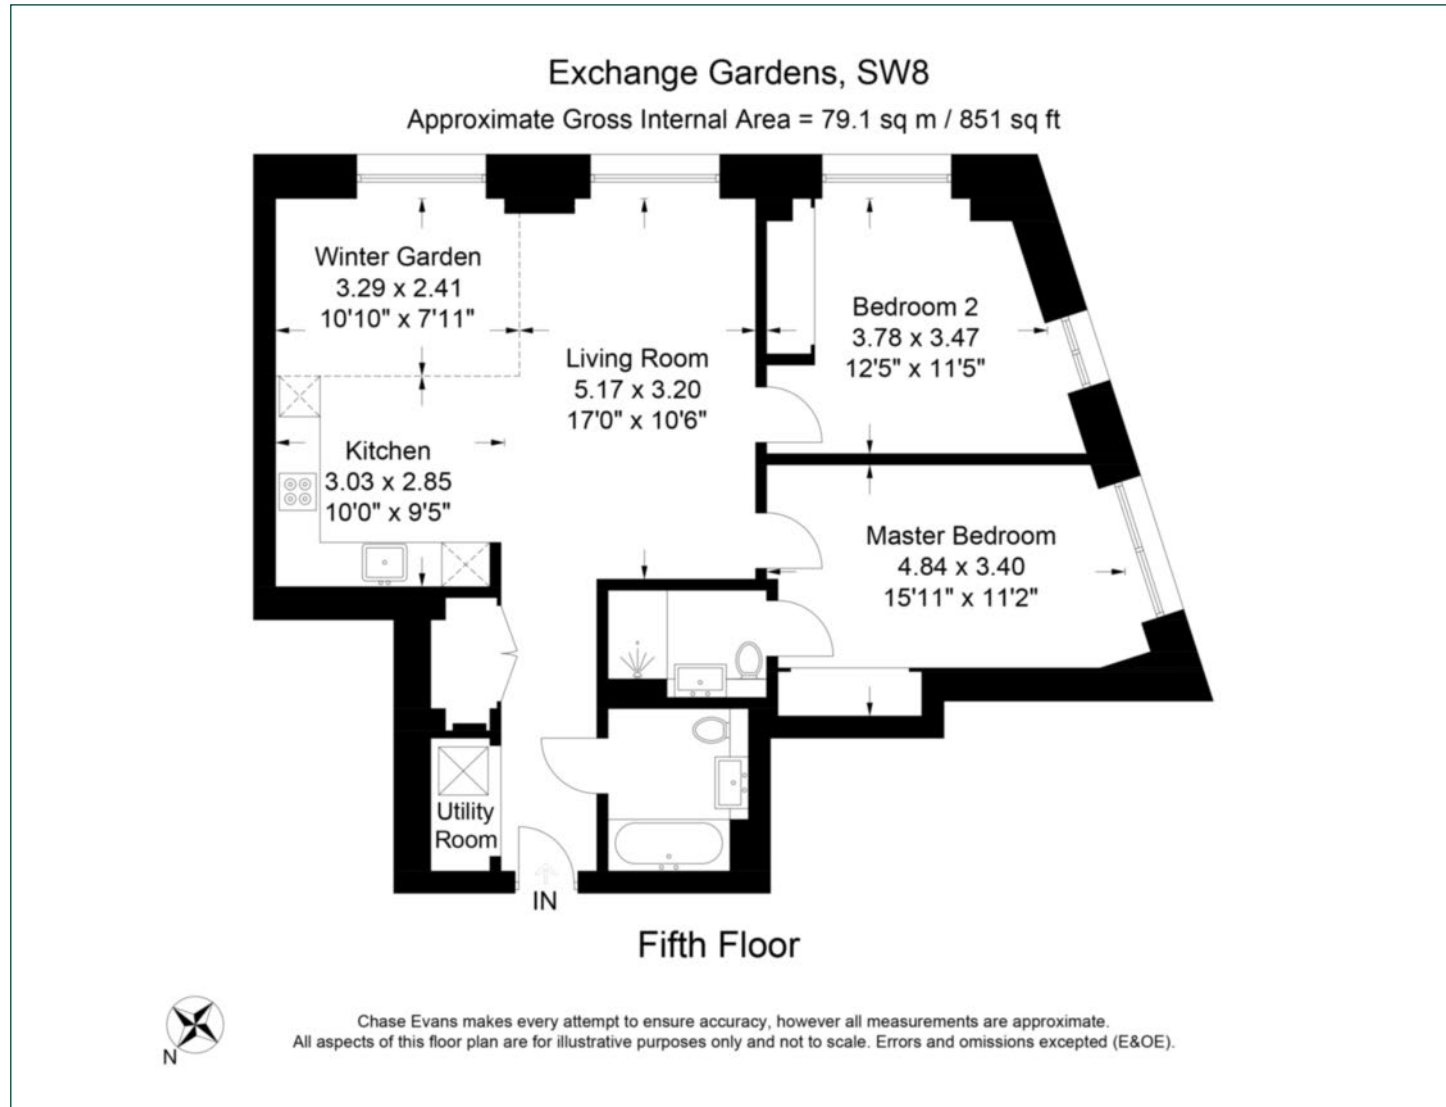 Exchange Gardens, SW8
Approximate Gross Internal Area = 79.1 sq m / 851 sq ft
Winter Garden
3.29 x 2.41
10'10" x 7'11"
Bedroom 2
3.78 x 3.47
12'5" x 11'5"
Living Room
5.17 x 3.20
17'0" x 10'6"
Kitchen
3.03 x 2.85
10'0" x 9'5"
Master Bedroom
4.84 x 3.40
15'11" x 11'2"
Utility
Room
IN
Fifth Floor
N
Chase Evans makes every attempt to ensure accuracy, however all measurements are approximate.
All aspects of this floor plan are for illustrative purposes only and not to scale. Errors and omissions excepted (E&OE).